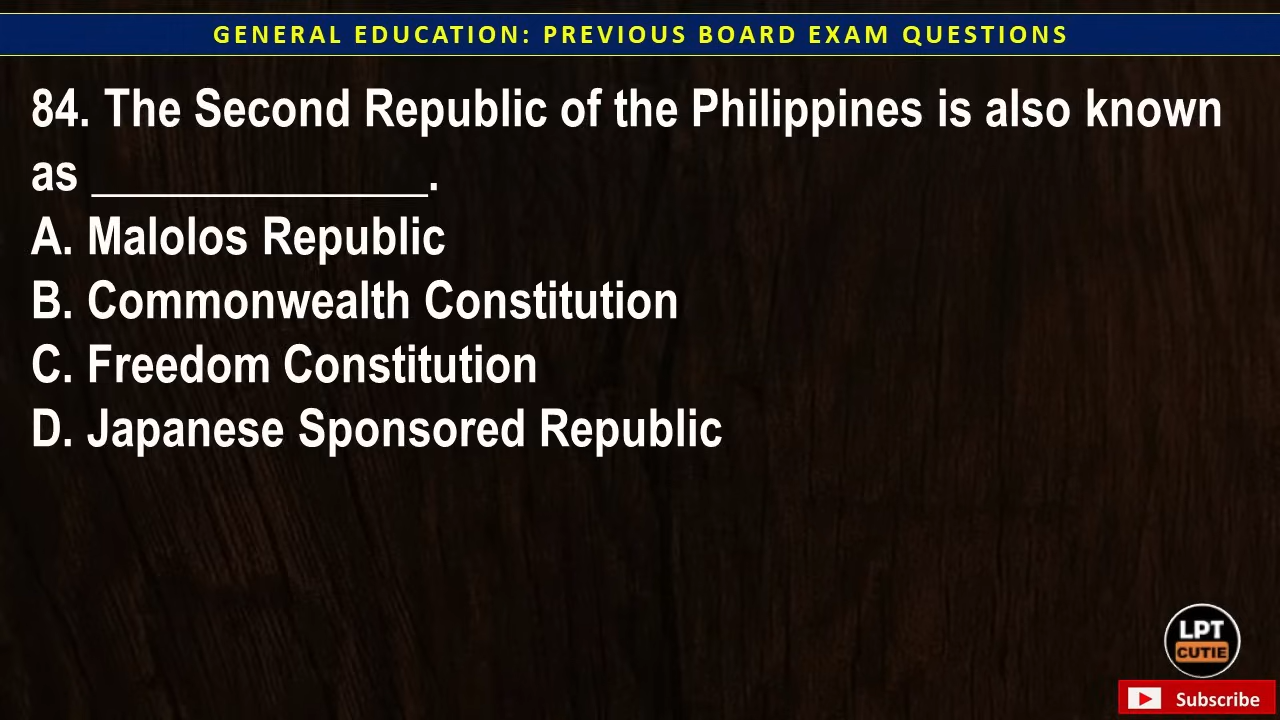 GENERAL EDUCATION: PREVIOUS BOARD EXAM QUESTIONS
84. The Second Republic of the Philippines is also known
as ______________.
A. Malolos Republic
B. Commonwealth Constitution
C. Freedom Constitution
D. Japanese Sponsored Republic
LPT
CUTIE
Subscribe